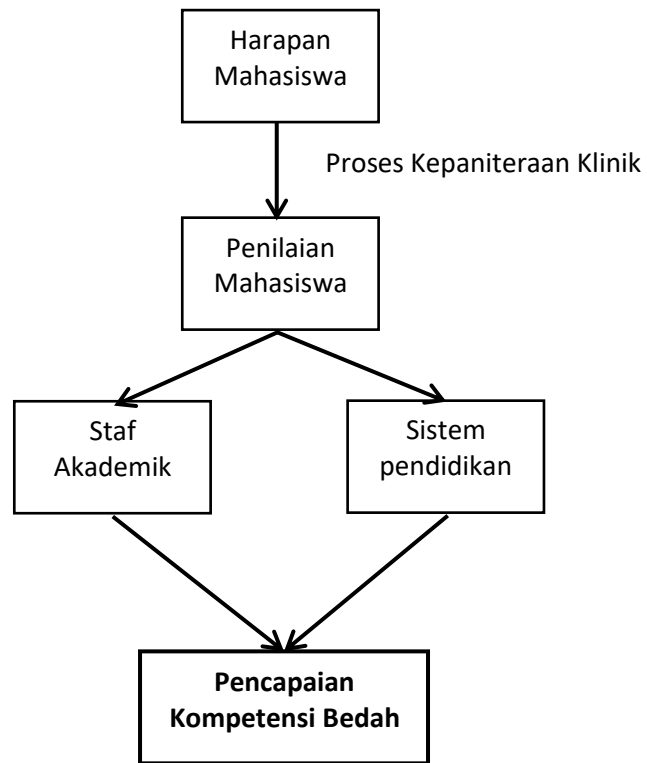 Harapan
Mahasiswa
Proses Kepaniteraan Klinik
Penilaian
Mahasiswa
Staf
Akademik
Sistem
pendidikan
Pencapaian
Kompetensi Bedah